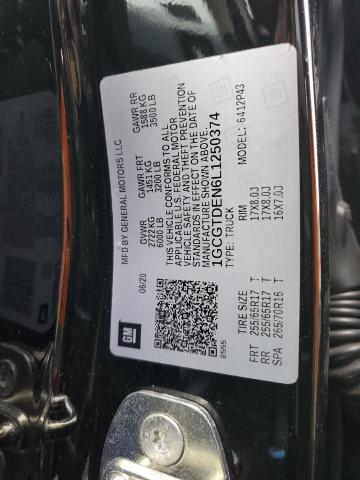 MFD BY GENERAL MOTORS LLC
06/20
GVWR GAWR FRT GAWR RR
2722 KG 1451 KG 1588 KG
6000 LB 3200 LB 3500 LB
THIS VEHICLE CONFORMS TO ALL
APPLICABLE U.S. FEDERAL MOTOR
VEHICLE SAFETY AND THEFT PREVENTION
STANDARDS IN EFFECT ON THE DATE OF
MANUFACTURE SHOWN ABOVE.
1GCGTDEN6L1250374
TYPE: TRUCK MODEL: 6412P43
TIRE SIZE RIM
FRT 255/65R17 T 17X8.0J
RR 255/65R17 T 17X8.0J
SPA 265/70R16 T 16X7.0J
GM
8555